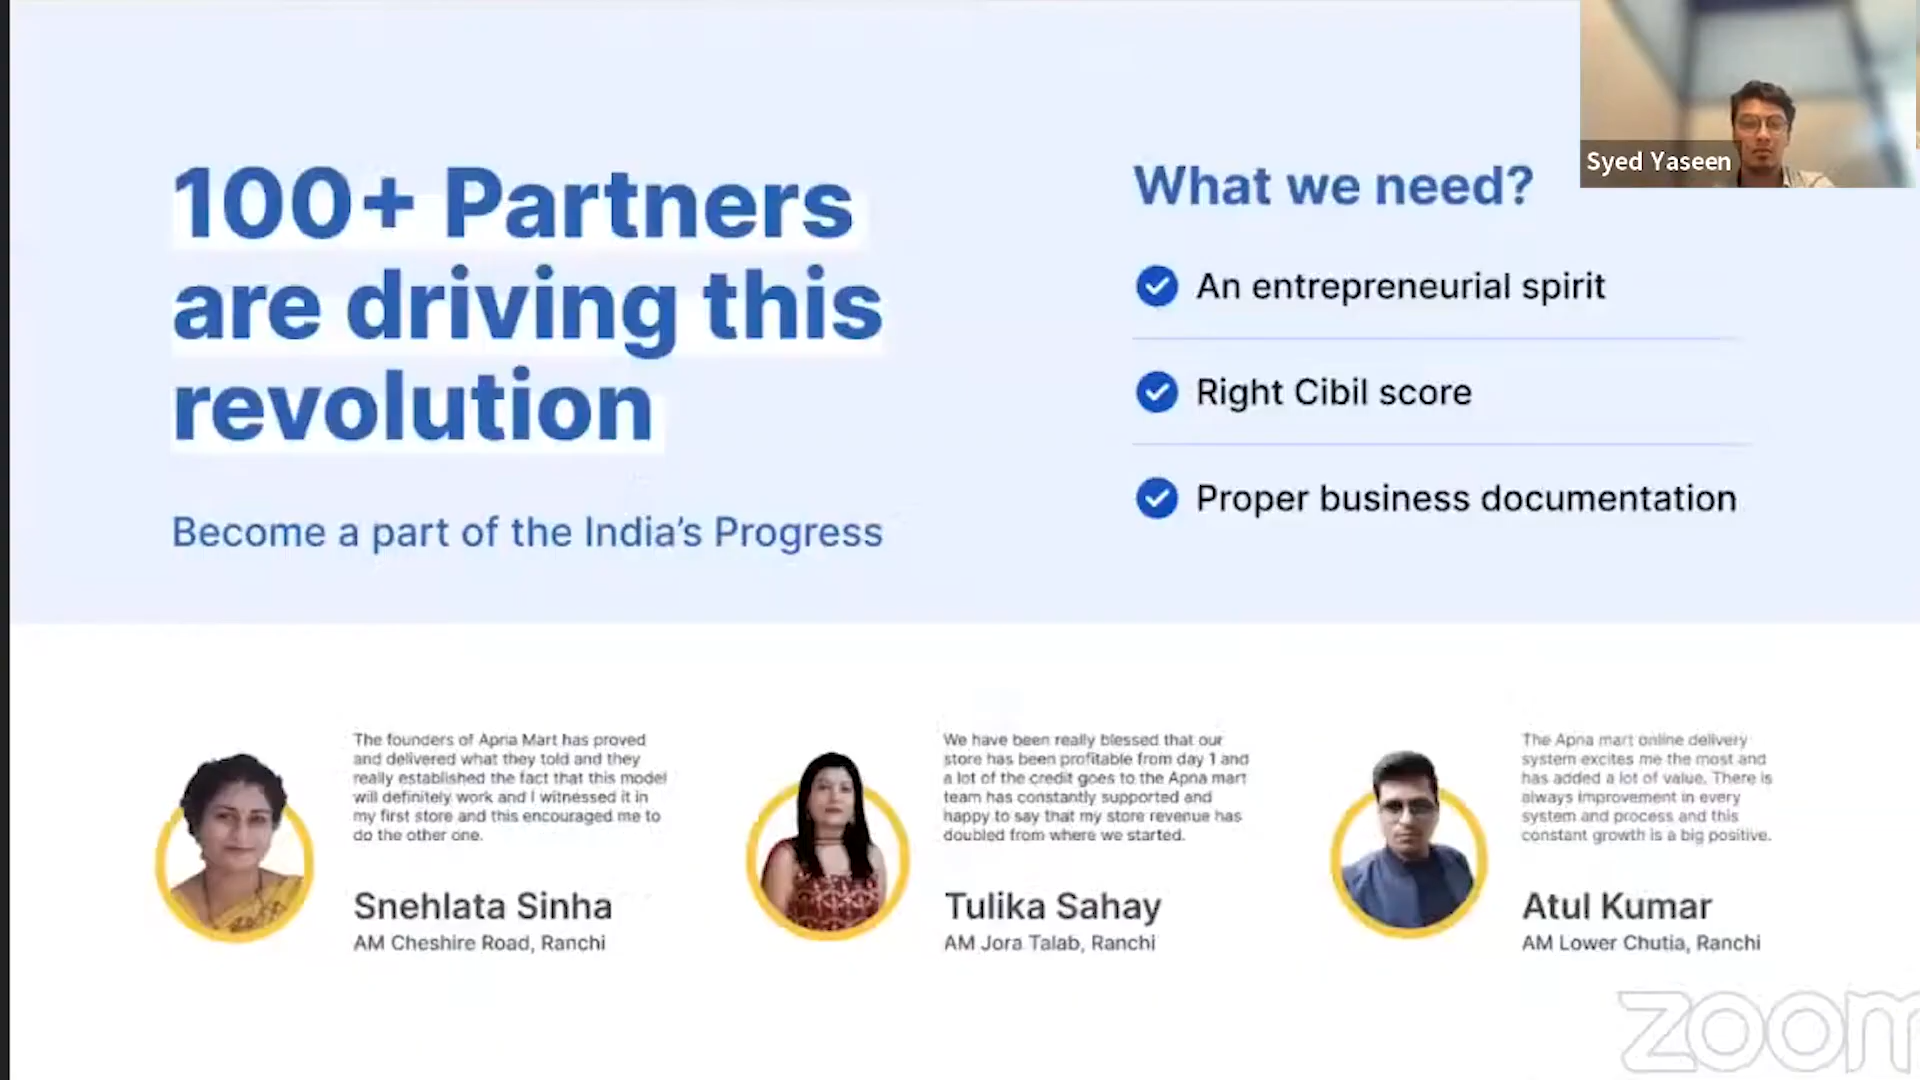 100+ Partners
are driving this
revolution
Become a part of the India's Progress
What we need?
An entrepreneurial spirit
Right Cibil score
Proper business documentation
Syed Yaseen
The founders of Apna Mart has proved
and delivered what they told and they
really established the fact that this model
will definitely work and I witnessed it in
my first store and this encouraged me to
do the other one.
Snehlata Sinha
AM Cheshire Road, Ranchi
We have been really blessed that our
store has been profitable from day 1 and
a lot of the credit goes to the Apna mart
team has constantly supported and
happy to say that my store revenue has
doubled from where we started.
Tulika Sahay
AM Jora Talab, Ranchi
The Apna mart online delivery
system excites me the most and
has added a lot of value. There is
always improvement in every
system and process and this
constant growth is a big positive.
Atul Kumar
AM Lower Chutia, Ranchi
zoom